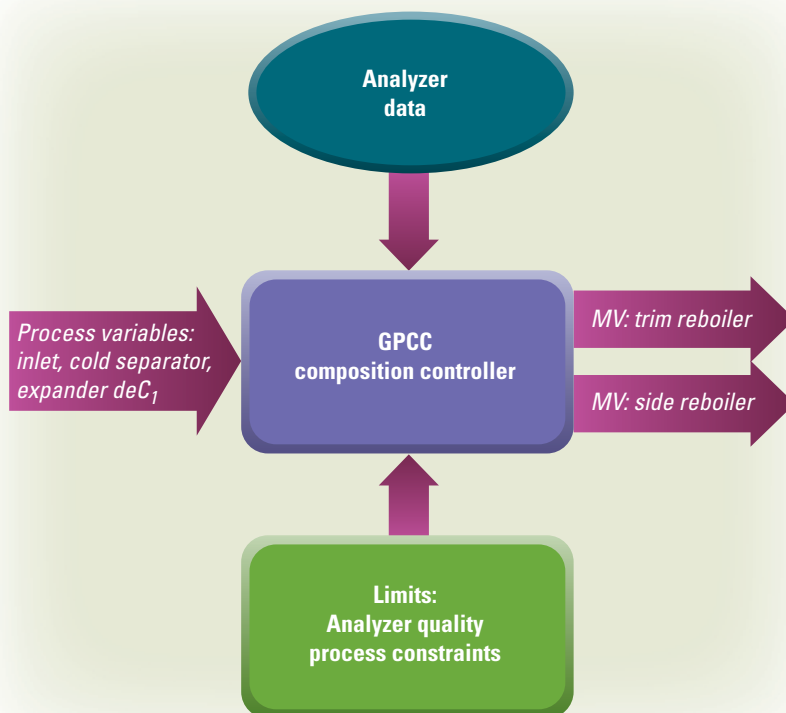 Analyzer
data
Process variables:
inlet, cold separator,
expander deC₁
GPCC
composition controller
MV: trim reboiler
MV: side reboiler
Limits:
Analyzer quality
process constraints